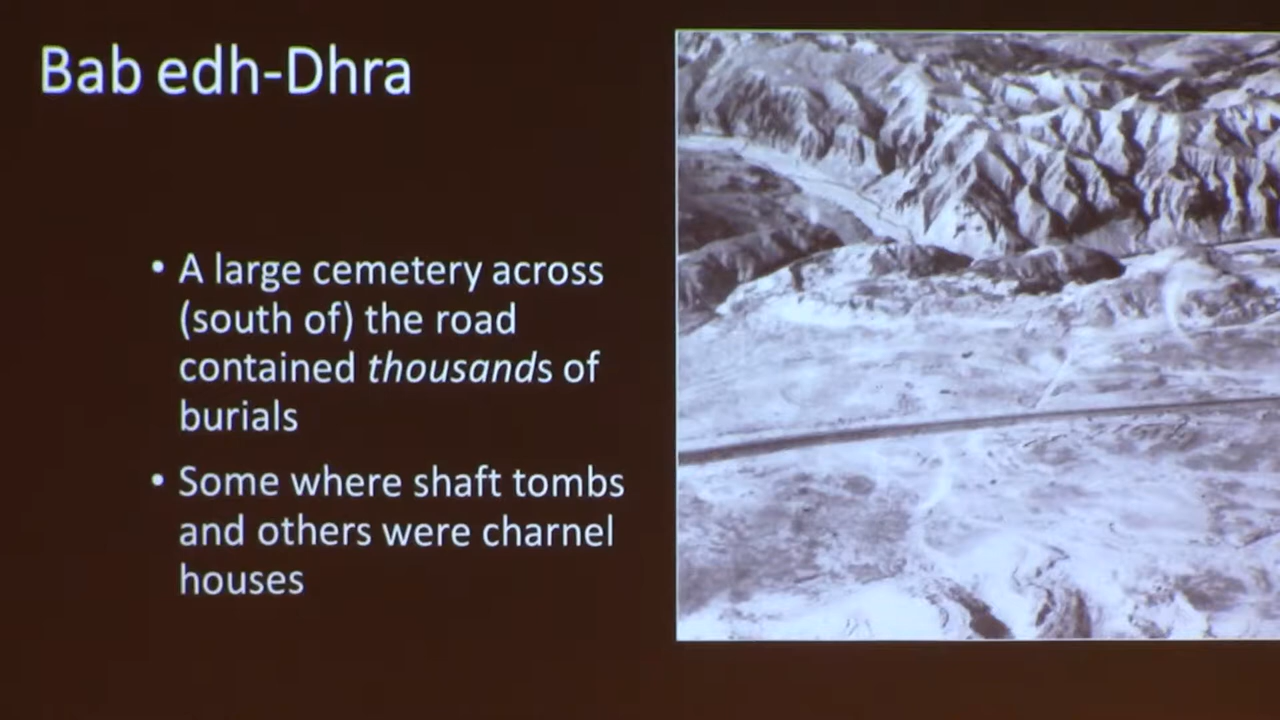 Bab edh-Dhra
• A large cemetery across
(south of) the road
contained thousands of
burials
• Some where shaft tombs
and others were charnel
houses